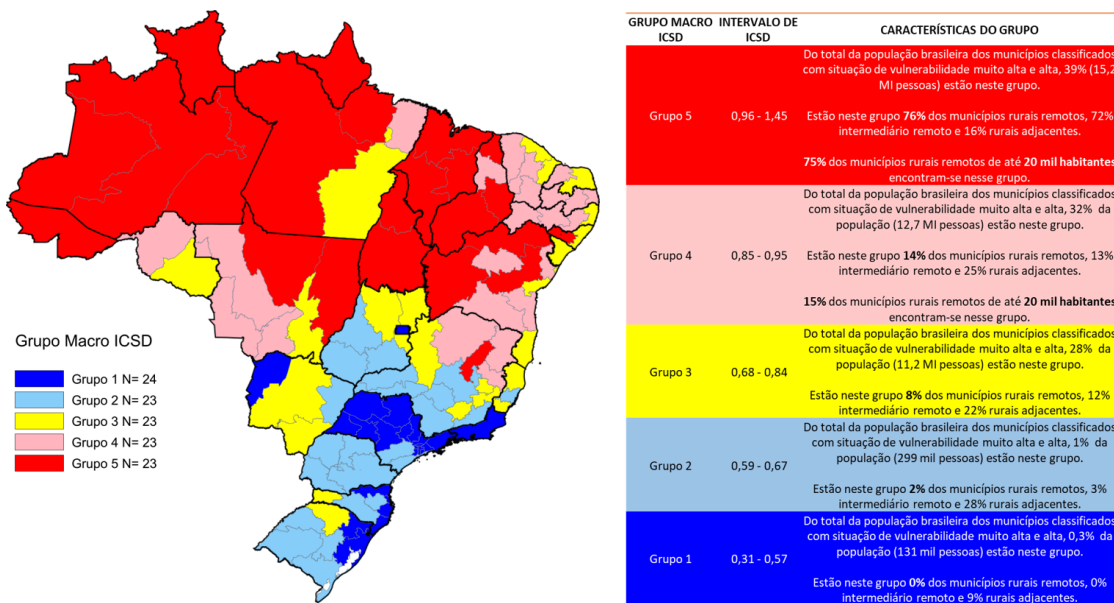 Grupo Macro ICSD
Grupo 1 N= 24
Grupo 2 N= 23
Grupo 3 N= 23
Grupo 4 N= 23
Grupo 5 N= 23
GRUPO MACRO ICSD
INTERVALO DE ICSD
CARACTERÍSTICAS DO GRUPO
Grupo 5
0,96 - 1,45
Do total da população brasileira dos municípios classificados
com situação de vulnerabilidade muito alta e alta, 39% (15,2
MI pessoas) estão neste grupo.
Estão neste grupo 76% dos municípios rurais remotos, 72%
intermediário remoto e 16% rurais adjacentes.
75% dos municípios rurais remotos de até 20 mil habitantes
encontram-se nesse grupo.
Grupo 4
0,85 - 0,95
Do total da população brasileira dos municípios classificados
com situação de vulnerabilidade muito alta e alta, 32% da
população (12,7 MI pessoas) estão neste grupo.
Estão neste grupo 14% dos municípios rurais remotos, 13%
intermediário remoto e 25% rurais adjacentes.
15% dos municípios rurais remotos de até 20 mil habitantes
encontram-se nesse grupo.
Grupo 3
0,68 - 0,84
Do total da população brasileira dos municípios classificados
com situação de vulnerabilidade muito alta e alta, 28% da
população (11,2 MI pessoas) estão neste grupo.
Estão neste grupo 8% dos municípios rurais remotos, 12%
intermediário remoto e 22% rurais adjacentes.
Grupo 2
0,59 - 0,67
Do total da população brasileira dos municípios classificados
com situação de vulnerabilidade muito alta e alta, 1% da
população (299 mil pessoas) estão neste grupo.
Estão neste grupo 2% dos municípios rurais remotos, 3%
intermediário remoto e 28% rurais adjacentes.
Grupo 1
0,31 - 0,57
Do total da população brasileira dos municípios classificados
com situação de vulnerabilidade muito alta e alta, 0,3% da
população (131 mil pessoas) estão neste grupo.
Estão neste grupo 0% dos municípios rurais remotos, 0%
intermediário remoto e 9% rurais adjacentes.